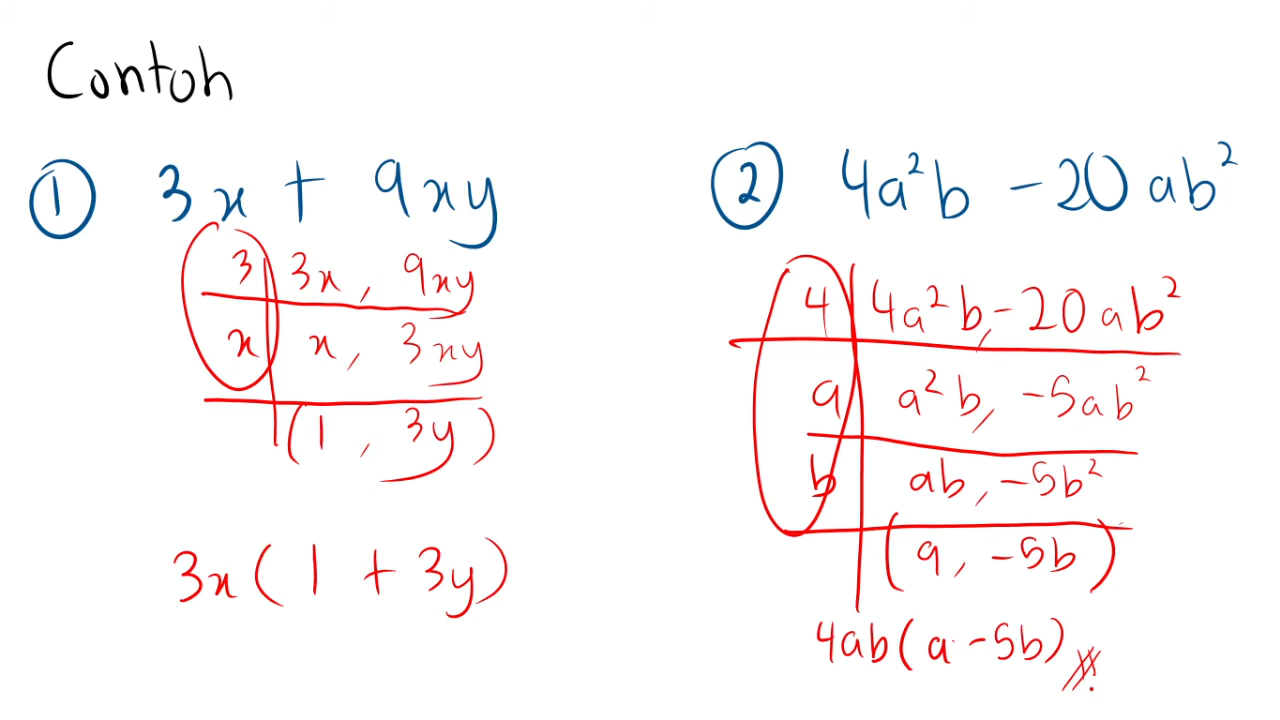 Contoh
① 3x + 9xy
3 | 3x, 9xy
x | x, 3xy
(1, 3y)
3x(1 + 3y)
② 4a²b - 20ab²
4 | 4a²b, -20ab²
a | a²b, -5ab²
b | ab, -5b²
(a, -5b)
4ab(a - 5b)